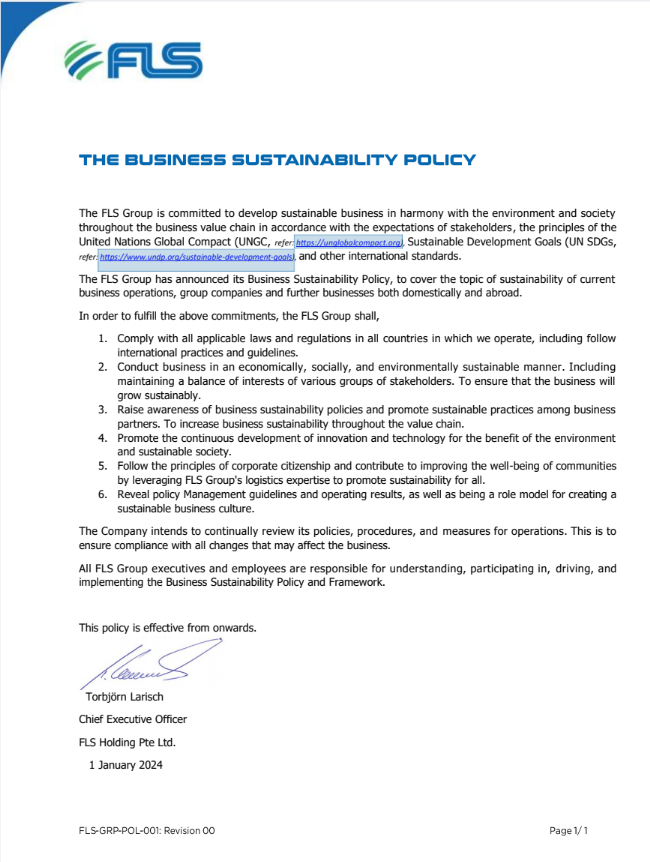 FLS
THE BUSINESS SUSTAINABILITY POLICY
The FLS Group is committed to develop sustainable business in harmony with the environment and society
throughout the business value chain in accordance with the expectations of stakeholders, the principles of the
United Nations Global Compact (UNGC, refer: https://unglobalcompact.org), Sustainable Development Goals (UN SDGs,
refer: https://www.undp.org/sustainable-development-goals), and other international standards.
The FLS Group has announced its Business Sustainability Policy, to cover the topic of sustainability of current
business operations, group companies and further businesses both domestically and abroad.
In order to fulfill the above commitments, the FLS Group shall,
1. Comply with all applicable laws and regulations in all countries in which we operate, including follow
international practices and guidelines.
2. Conduct business in an economically, socially, and environmentally sustainable manner. Including
maintaining a balance of interests of various groups of stakeholders. To ensure that the business will
grow sustainably.
3. Raise awareness of business sustainability policies and promote sustainable practices among business
partners. To increase business sustainability throughout the value chain.
4. Promote the continuous development of innovation and technology for the benefit of the environment
and sustainable society.
5. Follow the principles of corporate citizenship and contribute to improving the well-being of communities
by leveraging FLS Group's logistics expertise to promote sustainability for all.
6. Reveal policy Management guidelines and operating results, as well as being a role model for creating a
sustainable business culture.
The Company intends to continually review its policies, procedures, and measures for operations. This is to
ensure compliance with all changes that may affect the business.
All FLS Group executives and employees are responsible for understanding, participating in, driving, and
implementing the Business Sustainability Policy and Framework.
This policy is effective from onwards.
Torbjörn Larisch
Chief Executive Officer
FLS Holding Pte Ltd.
1 January 2024
FLS-GRP-POL-001: Revision 00
Page 1/ 1